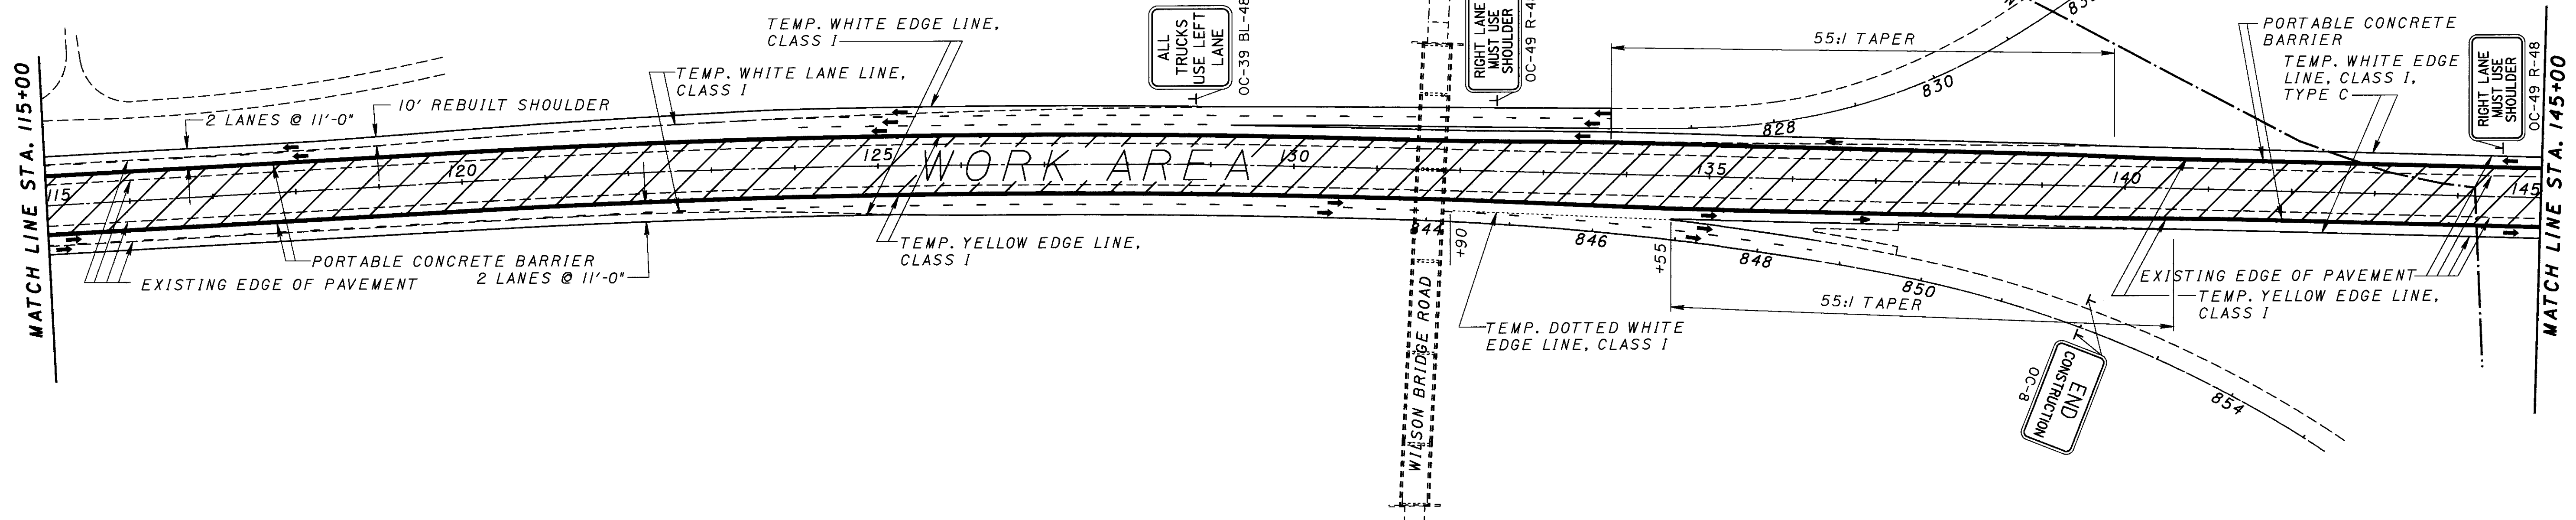 MATCH LINE STA. 115+00
TEMP. WHITE EDGE LINE,
CLASS I
TEMP. WHITE LANE LINE,
CLASS I
10' REBUILT SHOULDER
2 LANES @ 11'-0"
ALL
TRUCKS
USE LEFT
LANE
OC-39 BL-48
RIGHT LANE
MUST USE
SHOULDER
55:1 TAPER
830
828
PORTABLE CONCRETE
BARRIER
TEMP. WHITE EDGE
LINE, CLASS I,
TYPE C
RIGHT LANE
MUST USE
SHOULDER
OC-49 R-48
MATCH LINE STA. 145+00
115
120
125
WORK AREA
130
135
140
145
PORTABLE CONCRETE BARRIER
EXISTING EDGE OF PAVEMENT
2 LANES @ 11'-0"
TEMP. YELLOW EDGE LINE,
CLASS I
844
+90
846
+55
848
850
854
WILSON BRIDGE ROAD
TEMP. DOTTED WHITE
EDGE LINE, CLASS I
55:1 TAPER
EXISTING EDGE OF PAVEMENT
TEMP. YELLOW EDGE LINE,
CLASS I
END
CONSTRUCTION
OC-8